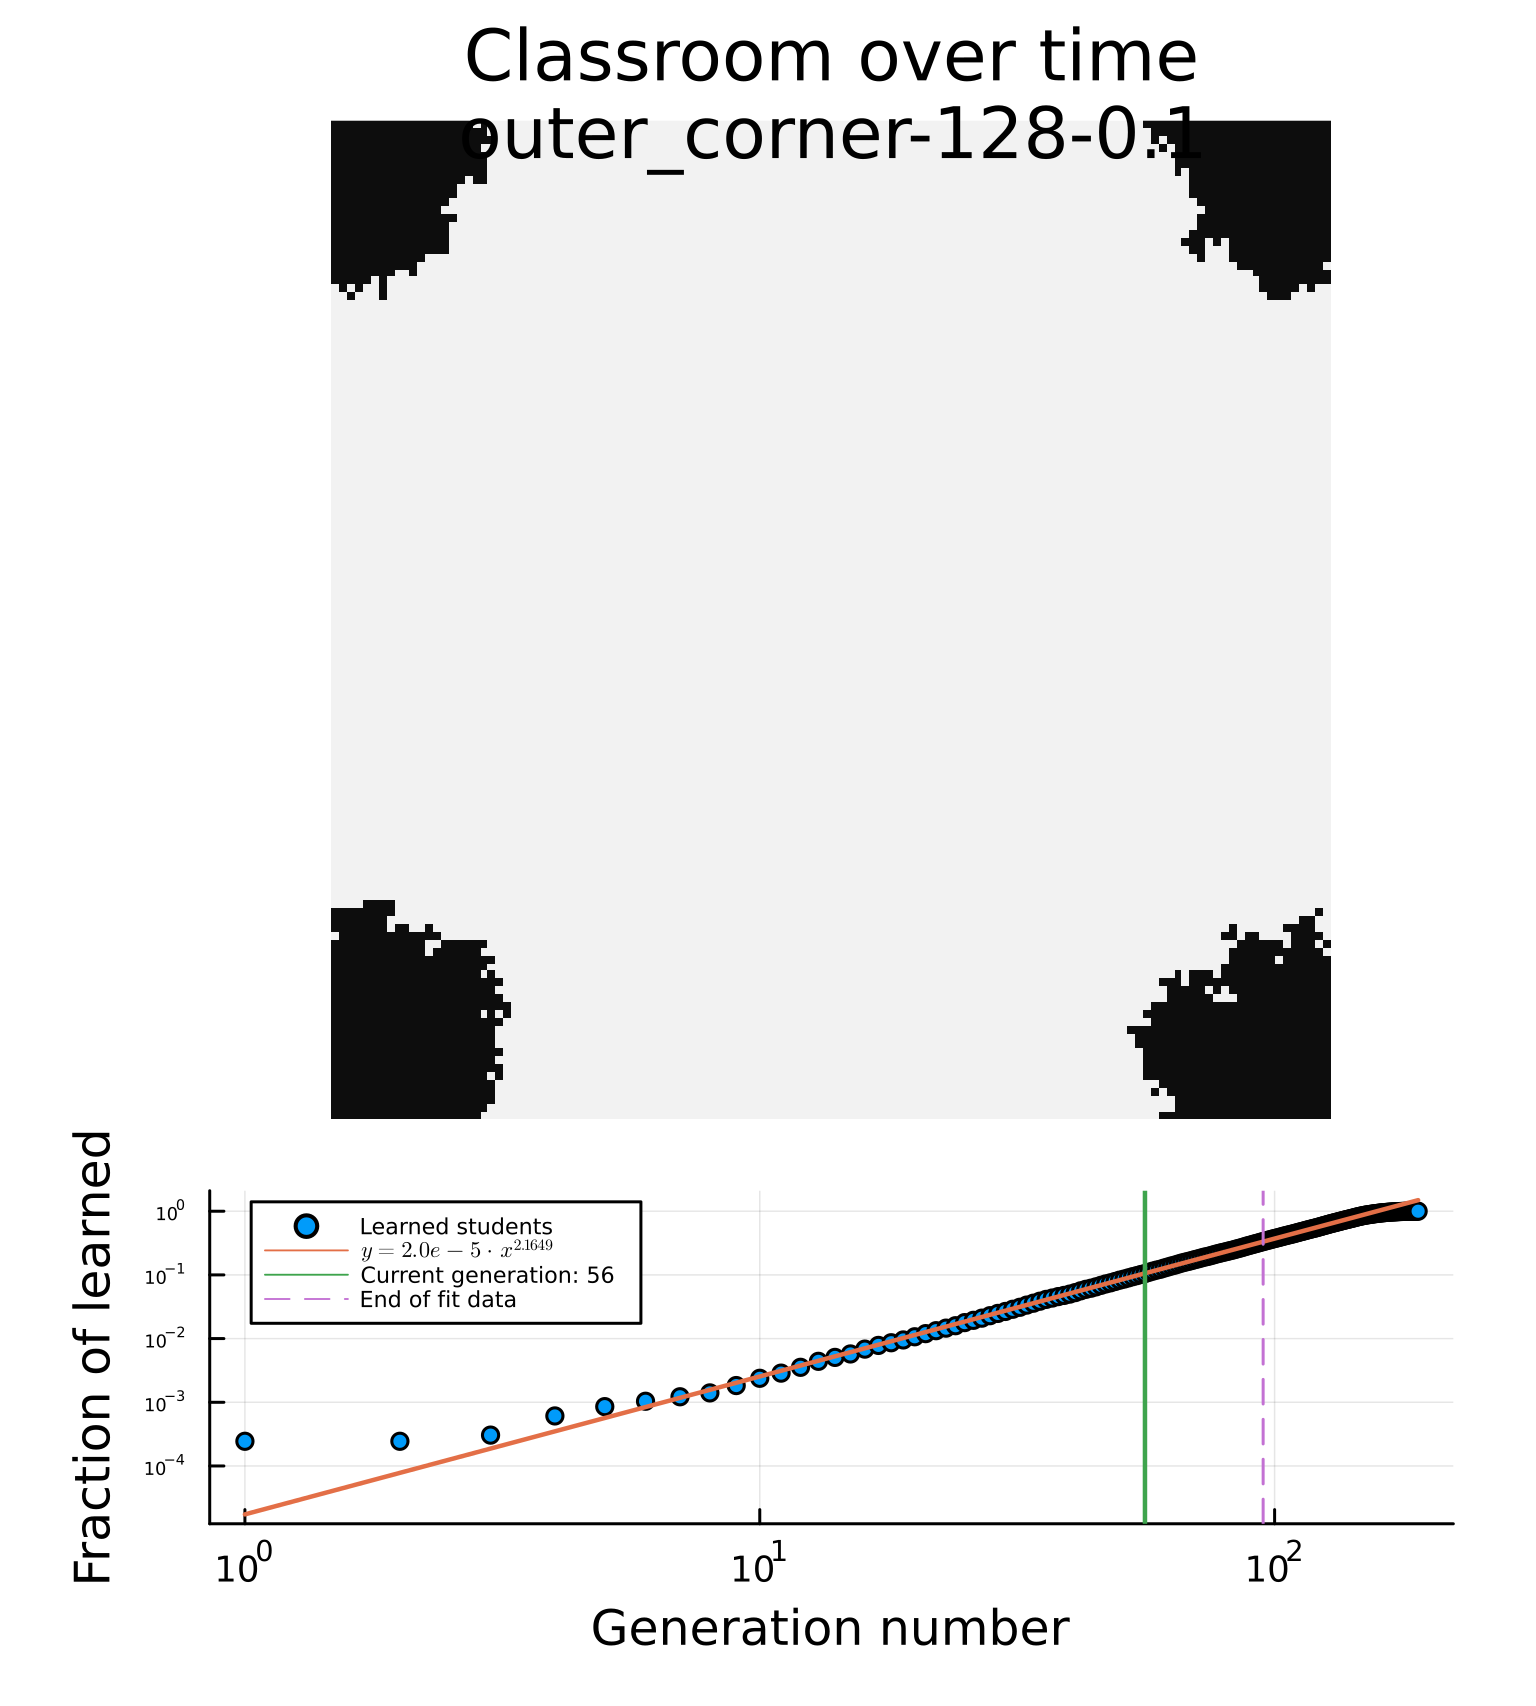 Classroom over time
outer_corner-128-0.1
Fraction of learned
10^0
10^-1
10^-2
10^-3
10^-4
Learned students
y = 2.0e − 5 · x^2.1649
Current generation: 56
End of fit data
10^0 10^1 10^2
Generation number